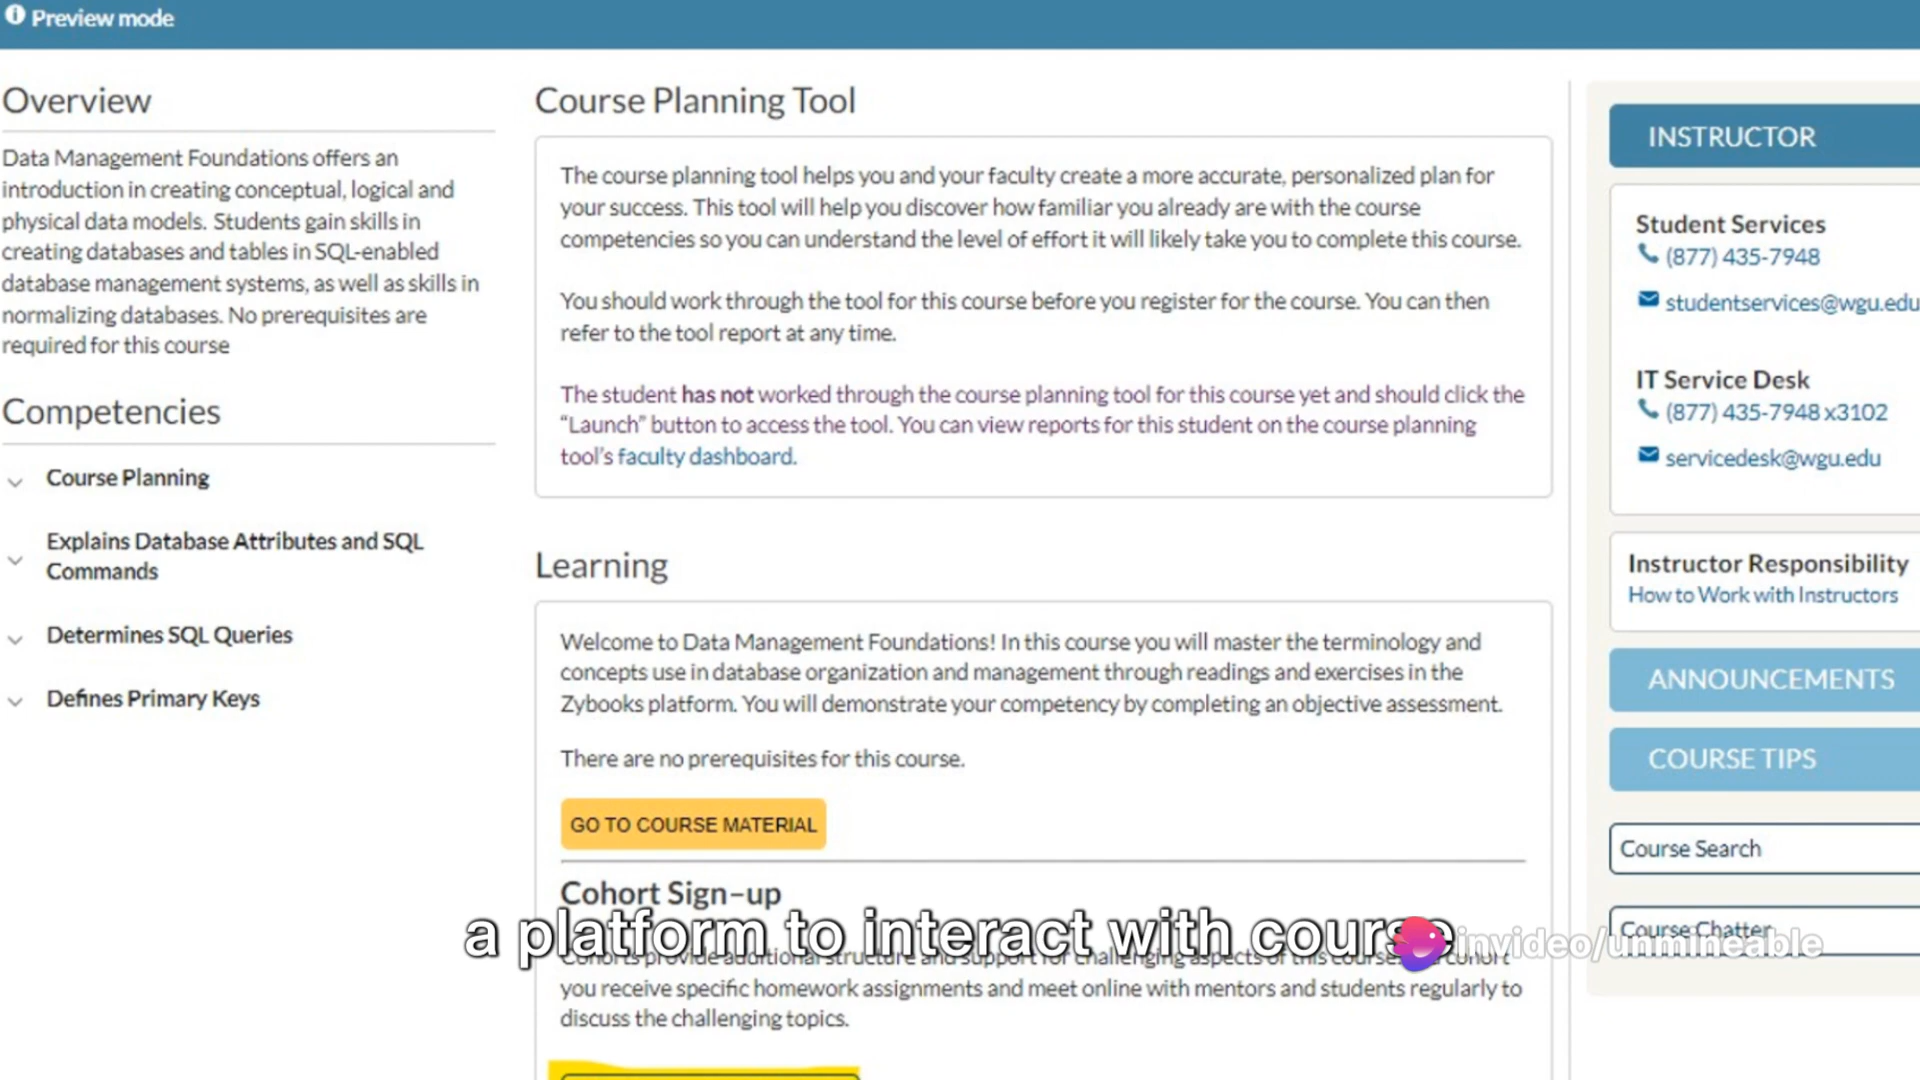 Preview mode
Overview
Data Management Foundations offers an
introduction in creating conceptual, logical and
physical data models. Students gain skills in
creating databases and tables in SQL-enabled
database management systems, as well as skills in
normalizing databases. No prerequisites are
required for this course
Competencies
Course Planning
Explains Database Attributes and SQL
Commands
Determines SQL Queries
Defines Primary Keys
Course Planning Tool
The course planning tool helps you and your faculty create a more accurate, personalized plan for
your success. This tool will help you discover how familiar you already are with the course
competencies so you can understand the level of effort it will likely take you to complete this course.
You should work through the tool for this course before you register for the course. You can then
refer to the tool report at any time.
The student has not worked through the course planning tool for this course yet and should click the
“Launch” button to access the tool. You can view reports for this student on the course planning
tool’s faculty dashboard.
Learning
Welcome to Data Management Foundations! In this course you will master the terminology and
concepts use in database organization and management through readings and exercises in the
Zybooks platform. You will demonstrate your competency by completing an objective assessment.
There are no prerequisites for this course.
GO TO COURSE MATERIAL
Cohort Sign-up
a platform to interact with course
Cohorts provide additional structure and support for challenging aspects of this course. cohort
you receive specific homework assignments and meet online with mentors and students regularly to
discuss the challenging topics.
INSTRUCTOR
Student Services
(877) 435-7948
studentservices@wgu.edu
IT Service Desk
(877) 435-7948 x3102
servicedesk@wgu.edu
Instructor Responsibility
How to Work with Instructors
ANNOUNCEMENTS
COURSE TIPS
Course Search
Course Chatter
invideo/unmineable